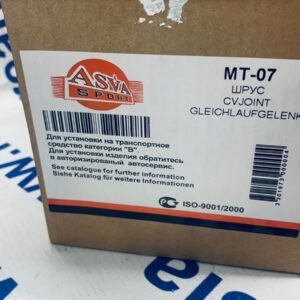 ASVA
SPORT
MT-07
ШРУС
CVJOINT
GLEICHLAUFGELENK
Для установки на транспортное
средство категории "В".
Для установки изделия обратитесь
в авторизированый автосервис.
See catalogue for further information
Siehe Katalog für weitere Informationen
ISO-9001/2000